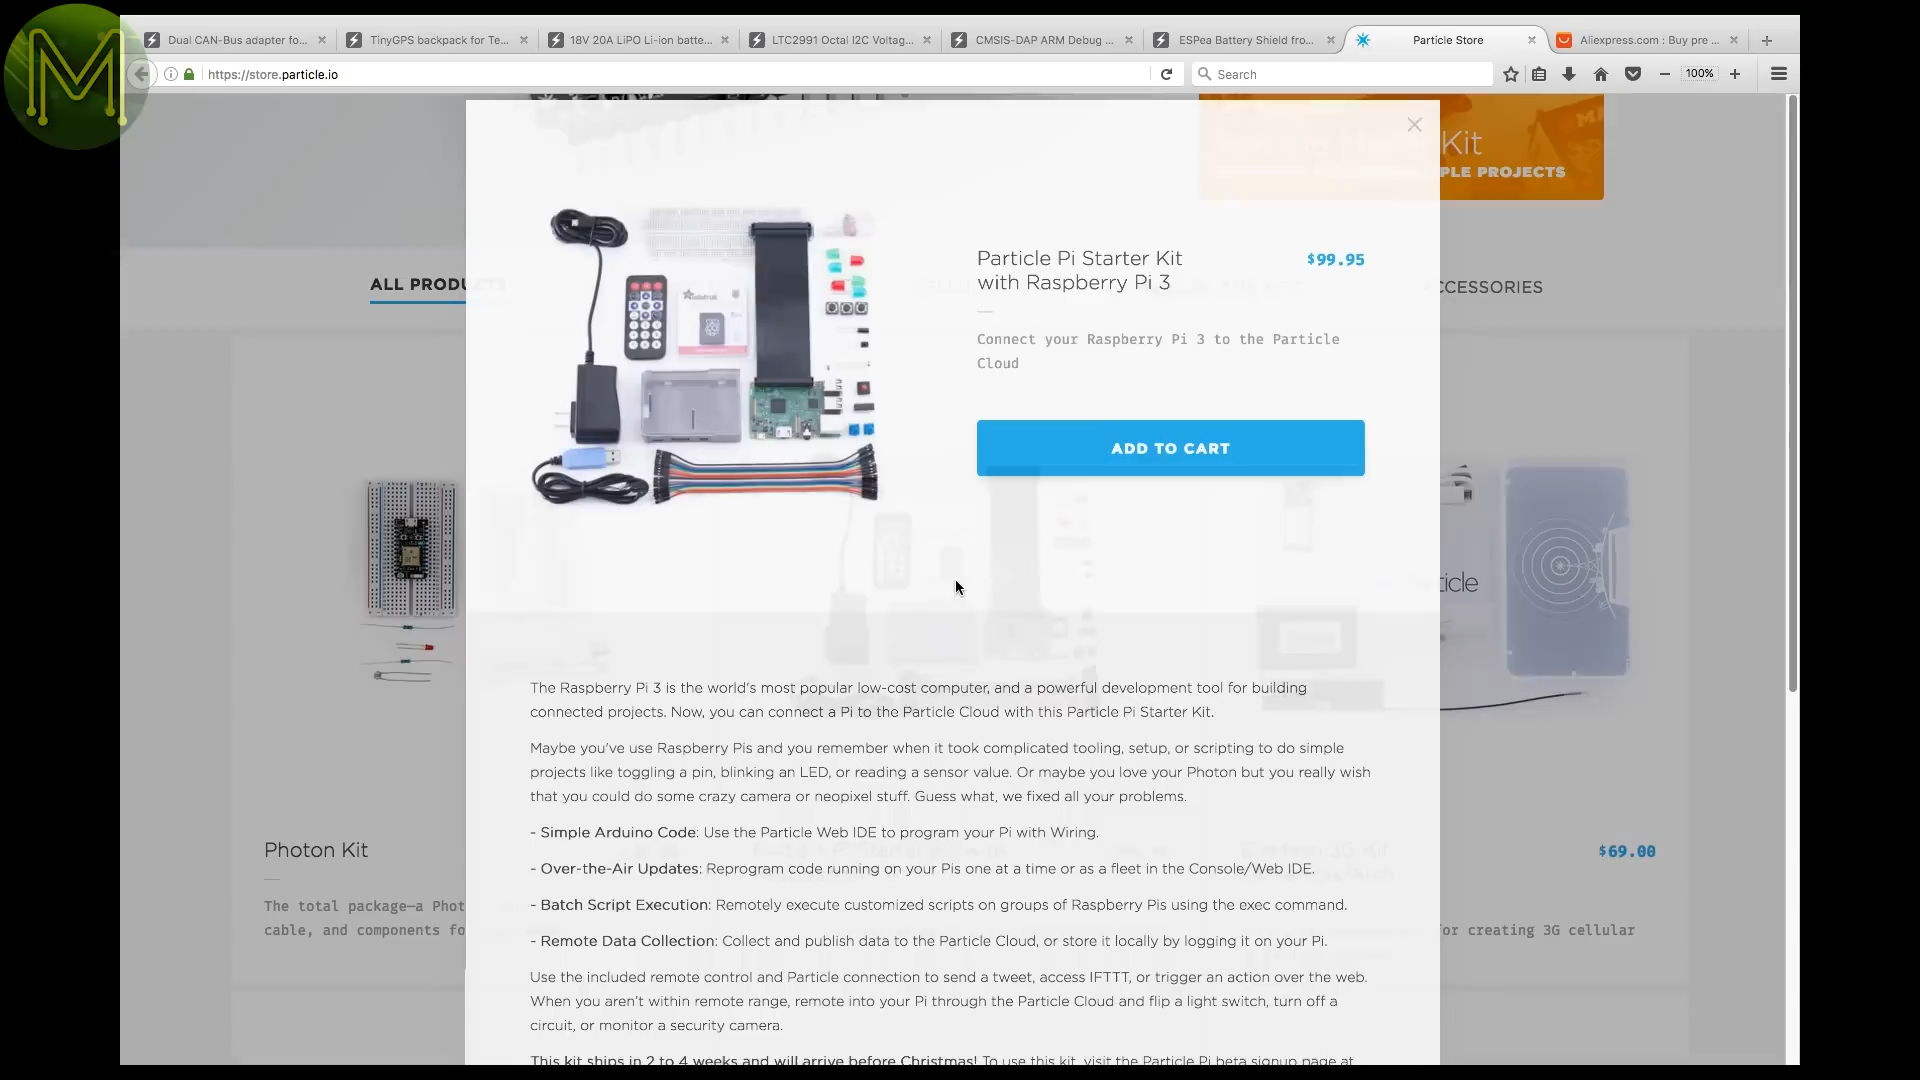 Dual CAN-Bus adapter fo...
TinyGPS backpack for Te...
18V 20A LiPO Li-ion batte...
LTC2991 Octal I2C Voltag...
CMSIS-DAP ARM Debug ...
ESPea Battery Shield fro...
Particle Store
Aliexpress.com : Buy pre ...
https://store.particle.io
Search
100%
M
Kit
PLE PROJECTS
ALL PRODUCTS
CCESSORIES
Particle Pi Starter Kit
with Raspberry Pi 3
$99.95
Connect your Raspberry Pi 3 to the Particle
Cloud
ADD TO CART
ticle
The Raspberry Pi 3 is the world's most popular low-cost computer, and a powerful development tool for building
connected projects. Now, you can connect a Pi to the Particle Cloud with this Particle Pi Starter Kit.
Maybe you've use Raspberry Pis and you remember when it took complicated tooling, setup, or scripting to do simple
projects like toggling a pin, blinking an LED, or reading a sensor value. Or maybe you love your Photon but you really wish
that you could do some crazy camera or neopixel stuff. Guess what, we fixed all your problems.
- Simple Arduino Code: Use the Particle Web IDE to program your Pi with Wiring.
- Over-the-Air Updates: Reprogram code running on your Pis one at a time or as a fleet in the Console/Web IDE.
- Batch Script Execution: Remotely execute customized scripts on groups of Raspberry Pis using the exec command.
- Remote Data Collection: Collect and publish data to the Particle Cloud, or store it locally by logging it on your Pi.
Use the included remote control and Particle connection to send a tweet, access IFTTT, or trigger an action over the web.
When you aren't within remote range, remote into your Pi through the Particle Cloud and flip a light switch, turn off a
circuit, or monitor a security camera.
This kit ships in 2 to 4 weeks and will arrive before Christmas! To use this kit, visit the Particle Pi beta signup page at
Photon Kit
The total package—a Phot
cable, and components fo
$69.00
or creating 3G cellular